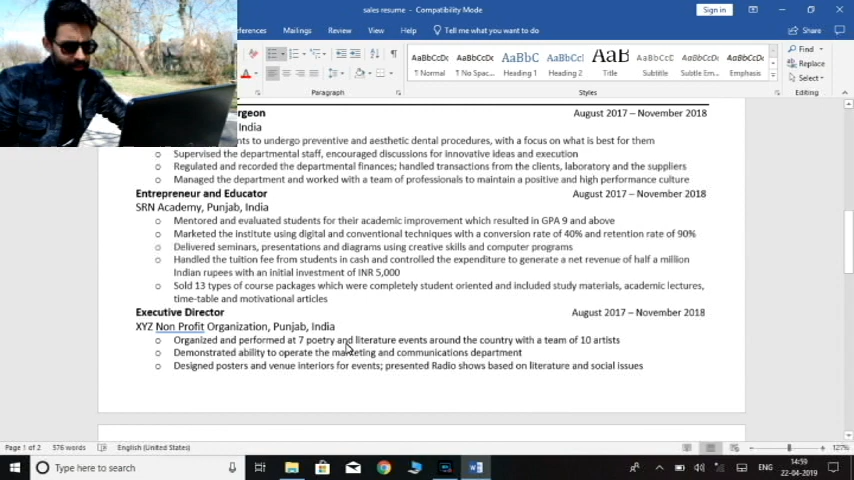 sales resume - Compatibility Mode
Sign in
ferences Mailings Review View Help Tell me what you want to do Share
AaBbCcDc AaBbCcDc AaBbC AaBbCcI AaB AaBbCcD AaBbCcDt AaBbCcDt
¶ Normal ¶ No Spac... Heading 1 Heading 2 Title Subtitle Subtle Em... Emphasis
Find
Replace
Select
Paragraph Styles Editing
urgeon August 2017 – November 2018
India
nts to undergo preventive and aesthetic dental procedures, with a focus on what is best for them
Supervised the departmental staff, encouraged discussions for innovative ideas and execution
Regulated and recorded the departmental finances; handled transactions from the clients, laboratory and the suppliers
Managed the department and worked with a team of professionals to maintain a positive and high performance culture
Entrepreneur and Educator August 2017 – November 2018
SRN Academy, Punjab, India
Mentored and evaluated students for their academic improvement which resulted in GPA 9 and above
Marketed the institute using digital and conventional techniques with a conversion rate of 40% and retention rate of 90%
Delivered seminars, presentations and diagrams using creative skills and computer programs
Handled the tuition fee from students in cash and controlled the expenditure to generate a net revenue of half a million
Indian rupees with an initial investment of INR 5,000
Sold 13 types of course packages which were completely student oriented and included study materials, academic lectures,
time-table and motivational articles
Executive Director August 2017 – November 2018
XYZ Non Profit Organization, Punjab, India
Organized and performed at 7 poetry and literature events around the country with a team of 10 artists
Demonstrated ability to operate the marketing and communications department
Designed posters and venue interiors for events; presented Radio shows based on literature and social issues
Page 1 of 2 576 words English (United States) 127%
Type here to search
ENG
14:59
22-04-2019